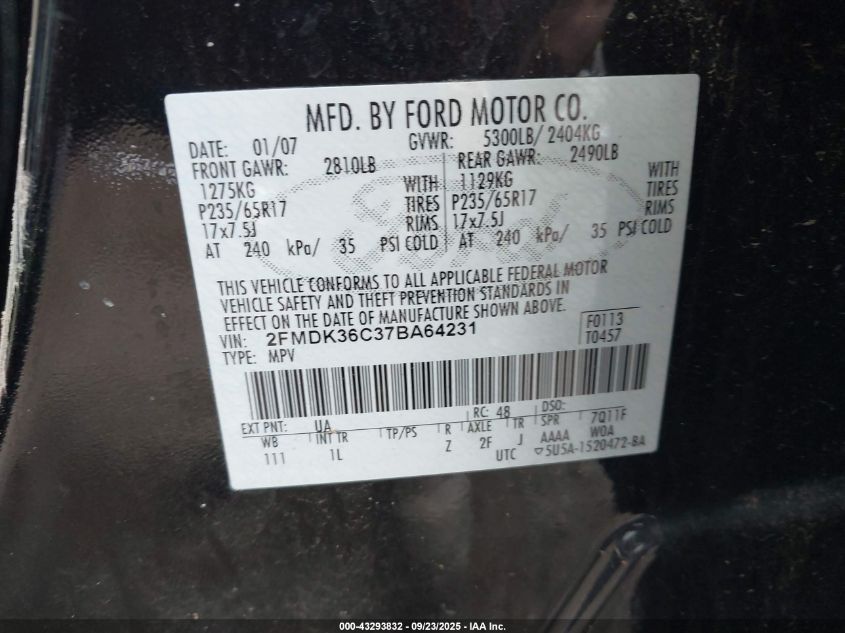 MFD. BY FORD MOTOR CO.
DATE: 01/07 GVWR: 5300LB/ 2404KG
FRONT GAWR: 2810LB REAR GAWR: 2490LB
1275KG WITH 1129KG WITH
P235/65R17 TIRES P235/65R17 TIRES
17x7.5J RIMS 17x7.5J RIMS
AT 240 kPa/ 35 PSI COLD AT 240 kPa/ 35 PSI COLD
THIS VEHICLE CONFORMS TO ALL APPLICABLE FEDERAL MOTOR
VEHICLE SAFETY AND THEFT PREVENTION STANDARDS IN
EFFECT ON THE DATE OF MANUFACTURE SHOWN ABOVE.
VIN: 2FMDK36C37BA64231 F0113
TYPE: MPV T0457
EXT PNT: UA RC: 48 DSO:
WB INT TR TP/PS R AXLE TR SPR 7Q11F
111 1L Z 2F J AAAA WOA
UTC ▽5U5A-1520472-BA
000-43293832 - 09/23/2025 - IAA Inc.